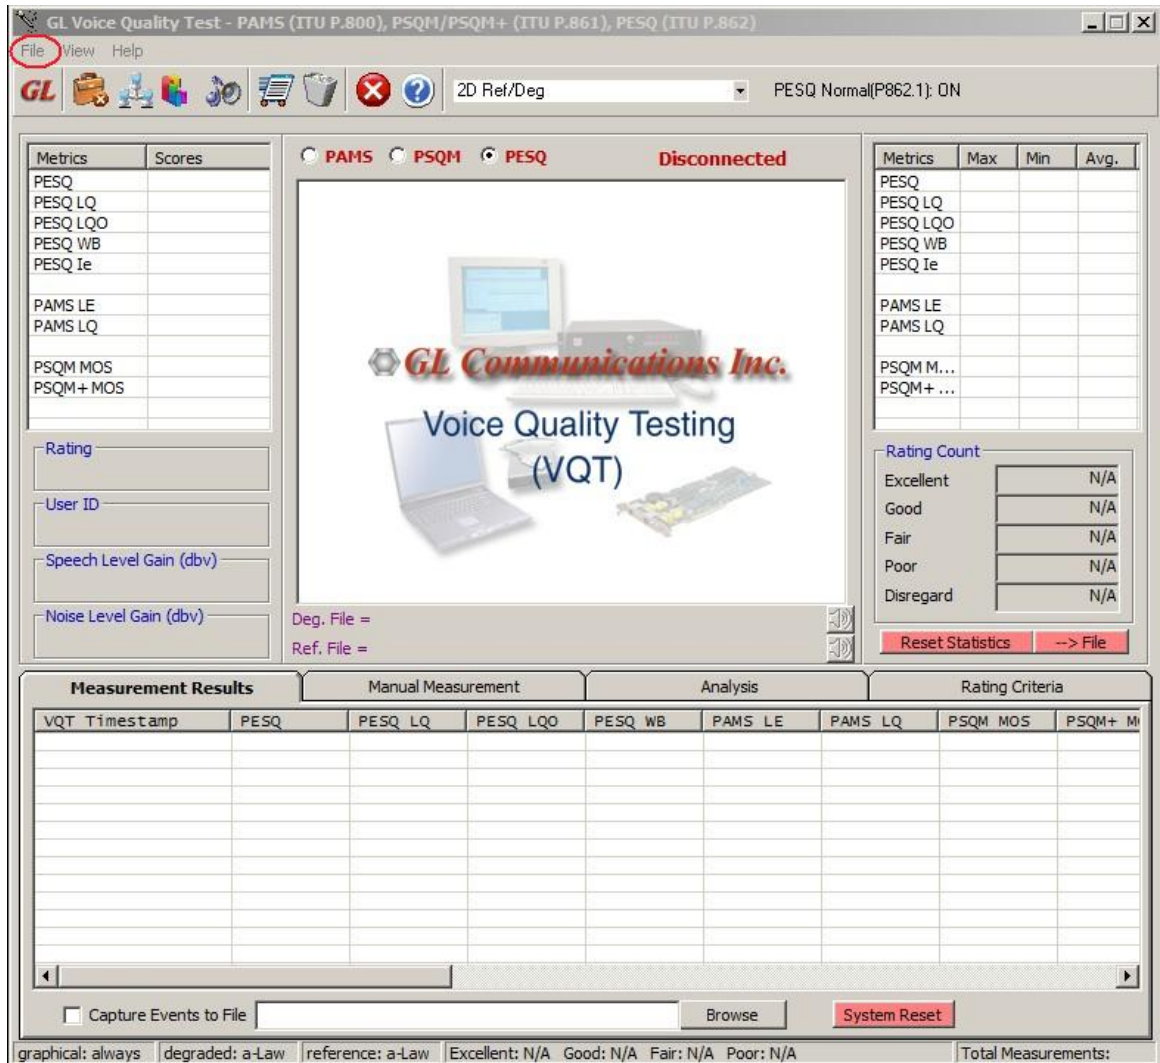 GL Voice Quality Test - PAMS (ITU P.800), PSQM/PSQM+ (ITU P.861), PESQ (ITU P.862)
File View Help
GL 2D Ref/Deg PESQ Normal(P862.1): ON
Metrics Scores
PESQ
PESQ LQ
PESQ LQO
PESQ WB
PESQ Ie
PAMS LE
PAMS LQ
PSQM MOS
PSQM+ MOS
Rating
User ID
Speech Level Gain (dbv)
Noise Level Gain (dbv)
PAMS PSQM PESQ Disconnected
GL Communications Inc.
Voice Quality Testing
(VQT)
Deg. File =
Ref. File =
Metrics Max Min Avg.
PESQ
PESQ LQ
PESQ LQO
PESQ WB
PESQ Ie
PAMS LE
PAMS LQ
PSQM M...
PSQM+ ...
Rating Count
Excellent N/A
Good N/A
Fair N/A
Poor N/A
Disregard N/A
Reset Statistics --> File
Measurement Results Manual Measurement Analysis Rating Criteria
VQT Timestamp PESQ PESQ LQ PESQ LQO PESQ WB PAMS LE PAMS LQ PSQM MOS PSQM+ M
Capture Events to File Browse System Reset
graphical: always degraded: a-Law reference: a-Law Excellent: N/A Good: N/A Fair: N/A Poor: N/A Total Measurements: